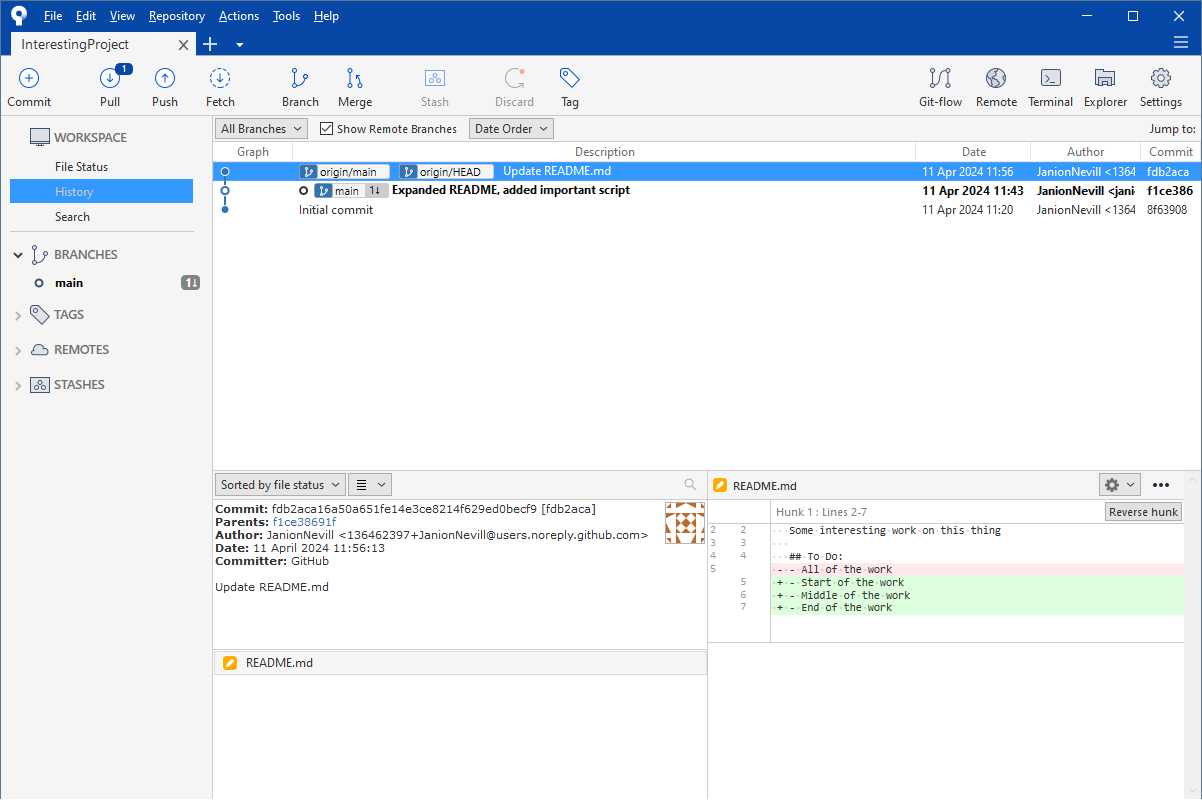 File Edit View Repository Actions Tools Help
InterestingProject
1
Commit Pull Push Fetch Branch Merge Stash Discard Tag Git-flow Remote Terminal Explorer Settings
WORKSPACE
File Status
History
Search
BRANCHES
main 1↓
TAGS
REMOTES
STASHES
All Branches Show Remote Branches Date Order Jump to:
Graph Description Date Author Commit
origin/main origin/HEAD Update README.md 11 Apr 2024 11:56 JanionNevill <1364 fdb2aca
main 1↓ Expanded README, added important script 11 Apr 2024 11:43 JanionNevill <janic f1ce386
Initial commit 11 Apr 2024 11:20 JanionNevill <1364 8f63908
Sorted by file status
Commit: fdb2aca16a50a651fe14e3ce8214f629ed0becf9 [fdb2aca]
Parents: f1ce38691f
Author: JanionNevill <136462397+JanionNevill@users.noreply.github.com>
Date: 11 April 2024 11:56:13
Committer: GitHub
Update README.md
README.md
README.md
Hunk 1 : Lines 2-7 Reverse hunk
2 2 Some interesting work on this thing
3 3
4 4 ## To Do:
5 - - All of the work
5 + - Start of the work
6 + - Middle of the work
7 + - End of the work